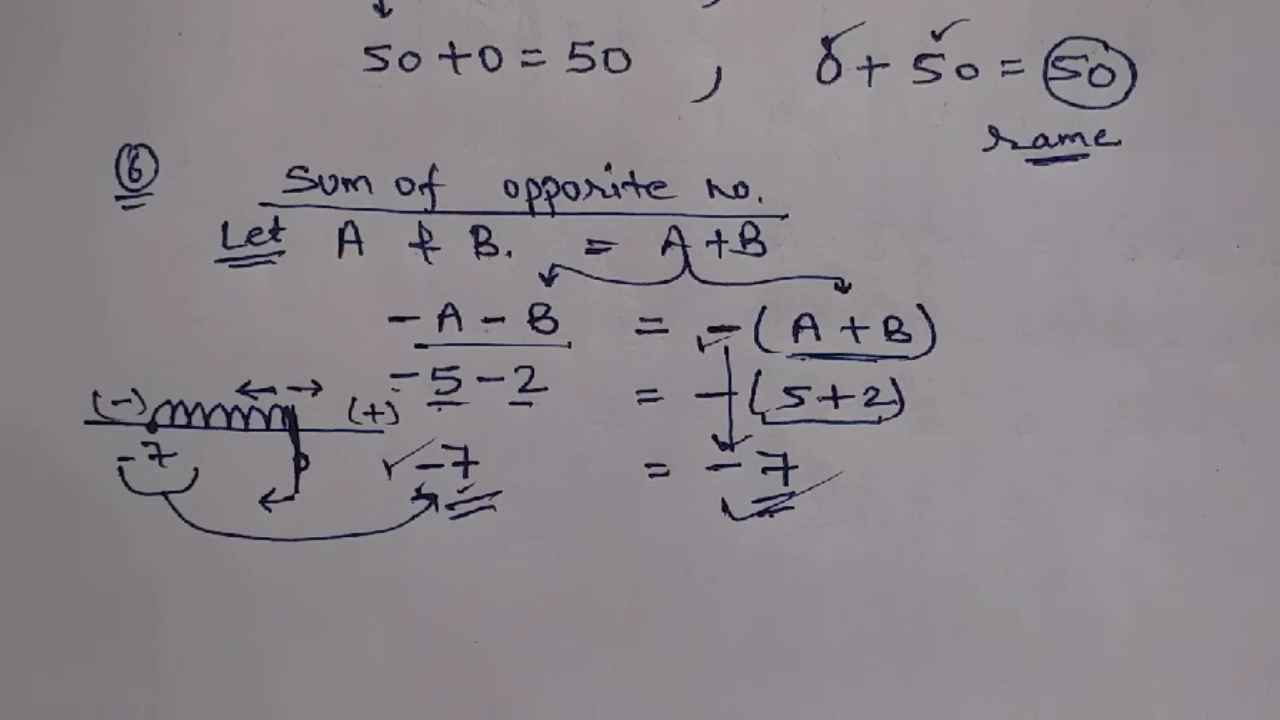 50+0=50 , 0+50=50
same
⑥ Sum of opposite no.
Let A & B. = A+B
-A-B = -(A+B)
-5-2 = -(5+2)
(-) (+)
-7
-7 = -7